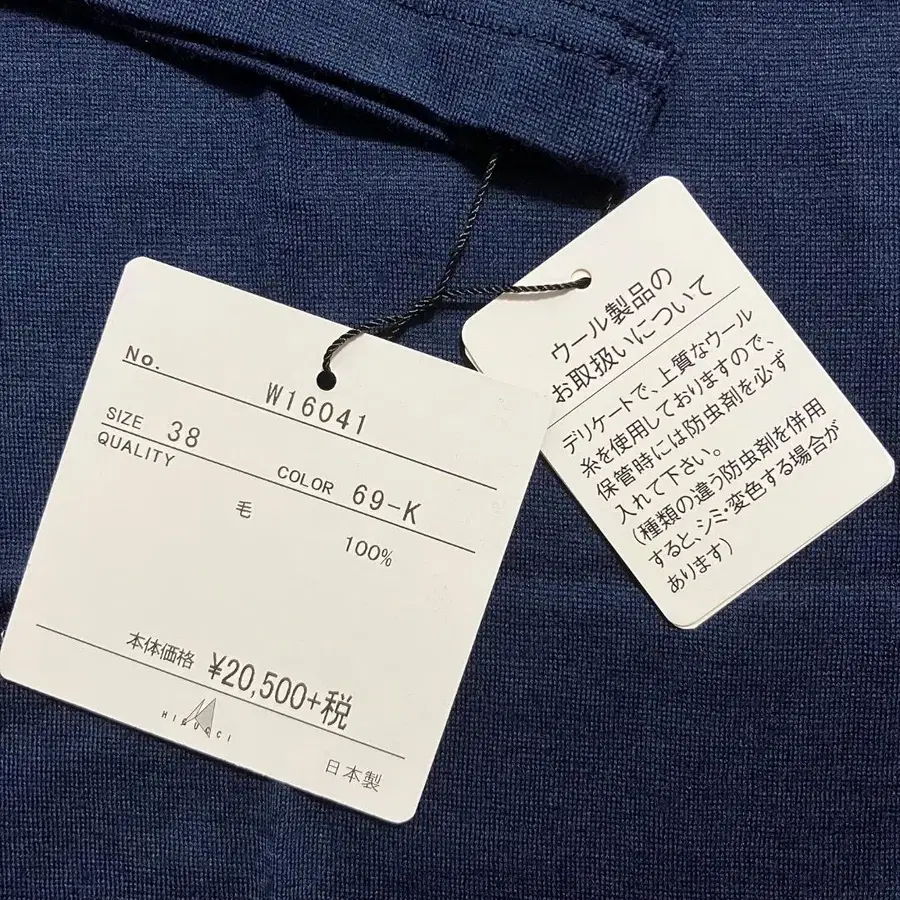 No. W16041
SIZE 38 COLOR 69-K
QUALITY
毛 100%
本体価格 ¥20,500+税
HIGUCCI
日本製
ウール製品の
お取扱いについて
デリケートで、上質なウール
糸を使用しておりますので、
保管時には防虫剤を必ず
入れて下さい。
(種類の違う防虫剤を併用
すると、シミ・変色する場合が
あります)